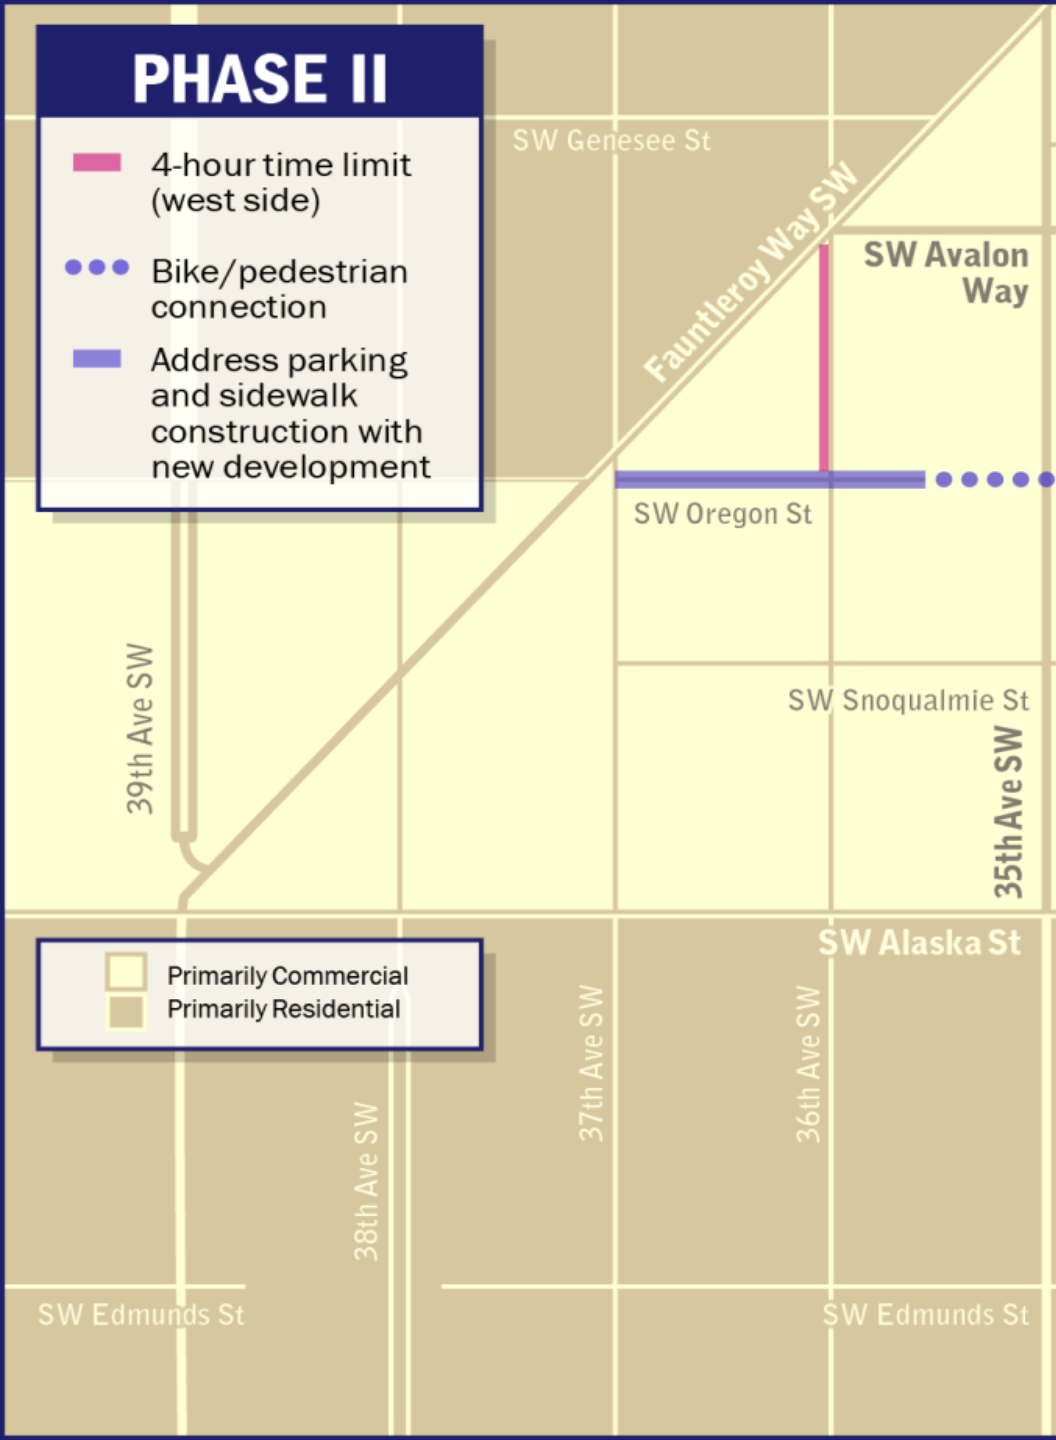 PHASE II
4-hour time limit
(west side)
Bike/pedestrian
connection
Address parking
and sidewalk
construction with
new development
SW Genesee St
Fauntleroy Way SW
SW Avalon
Way
SW Oregon St
39th Ave SW
SW Snoqualmie St
35th Ave SW
SW Alaska St
Primarily Commercial
Primarily Residential
38th Ave SW
37th Ave SW
36th Ave SW
SW Edmunds St
SW Edmunds St